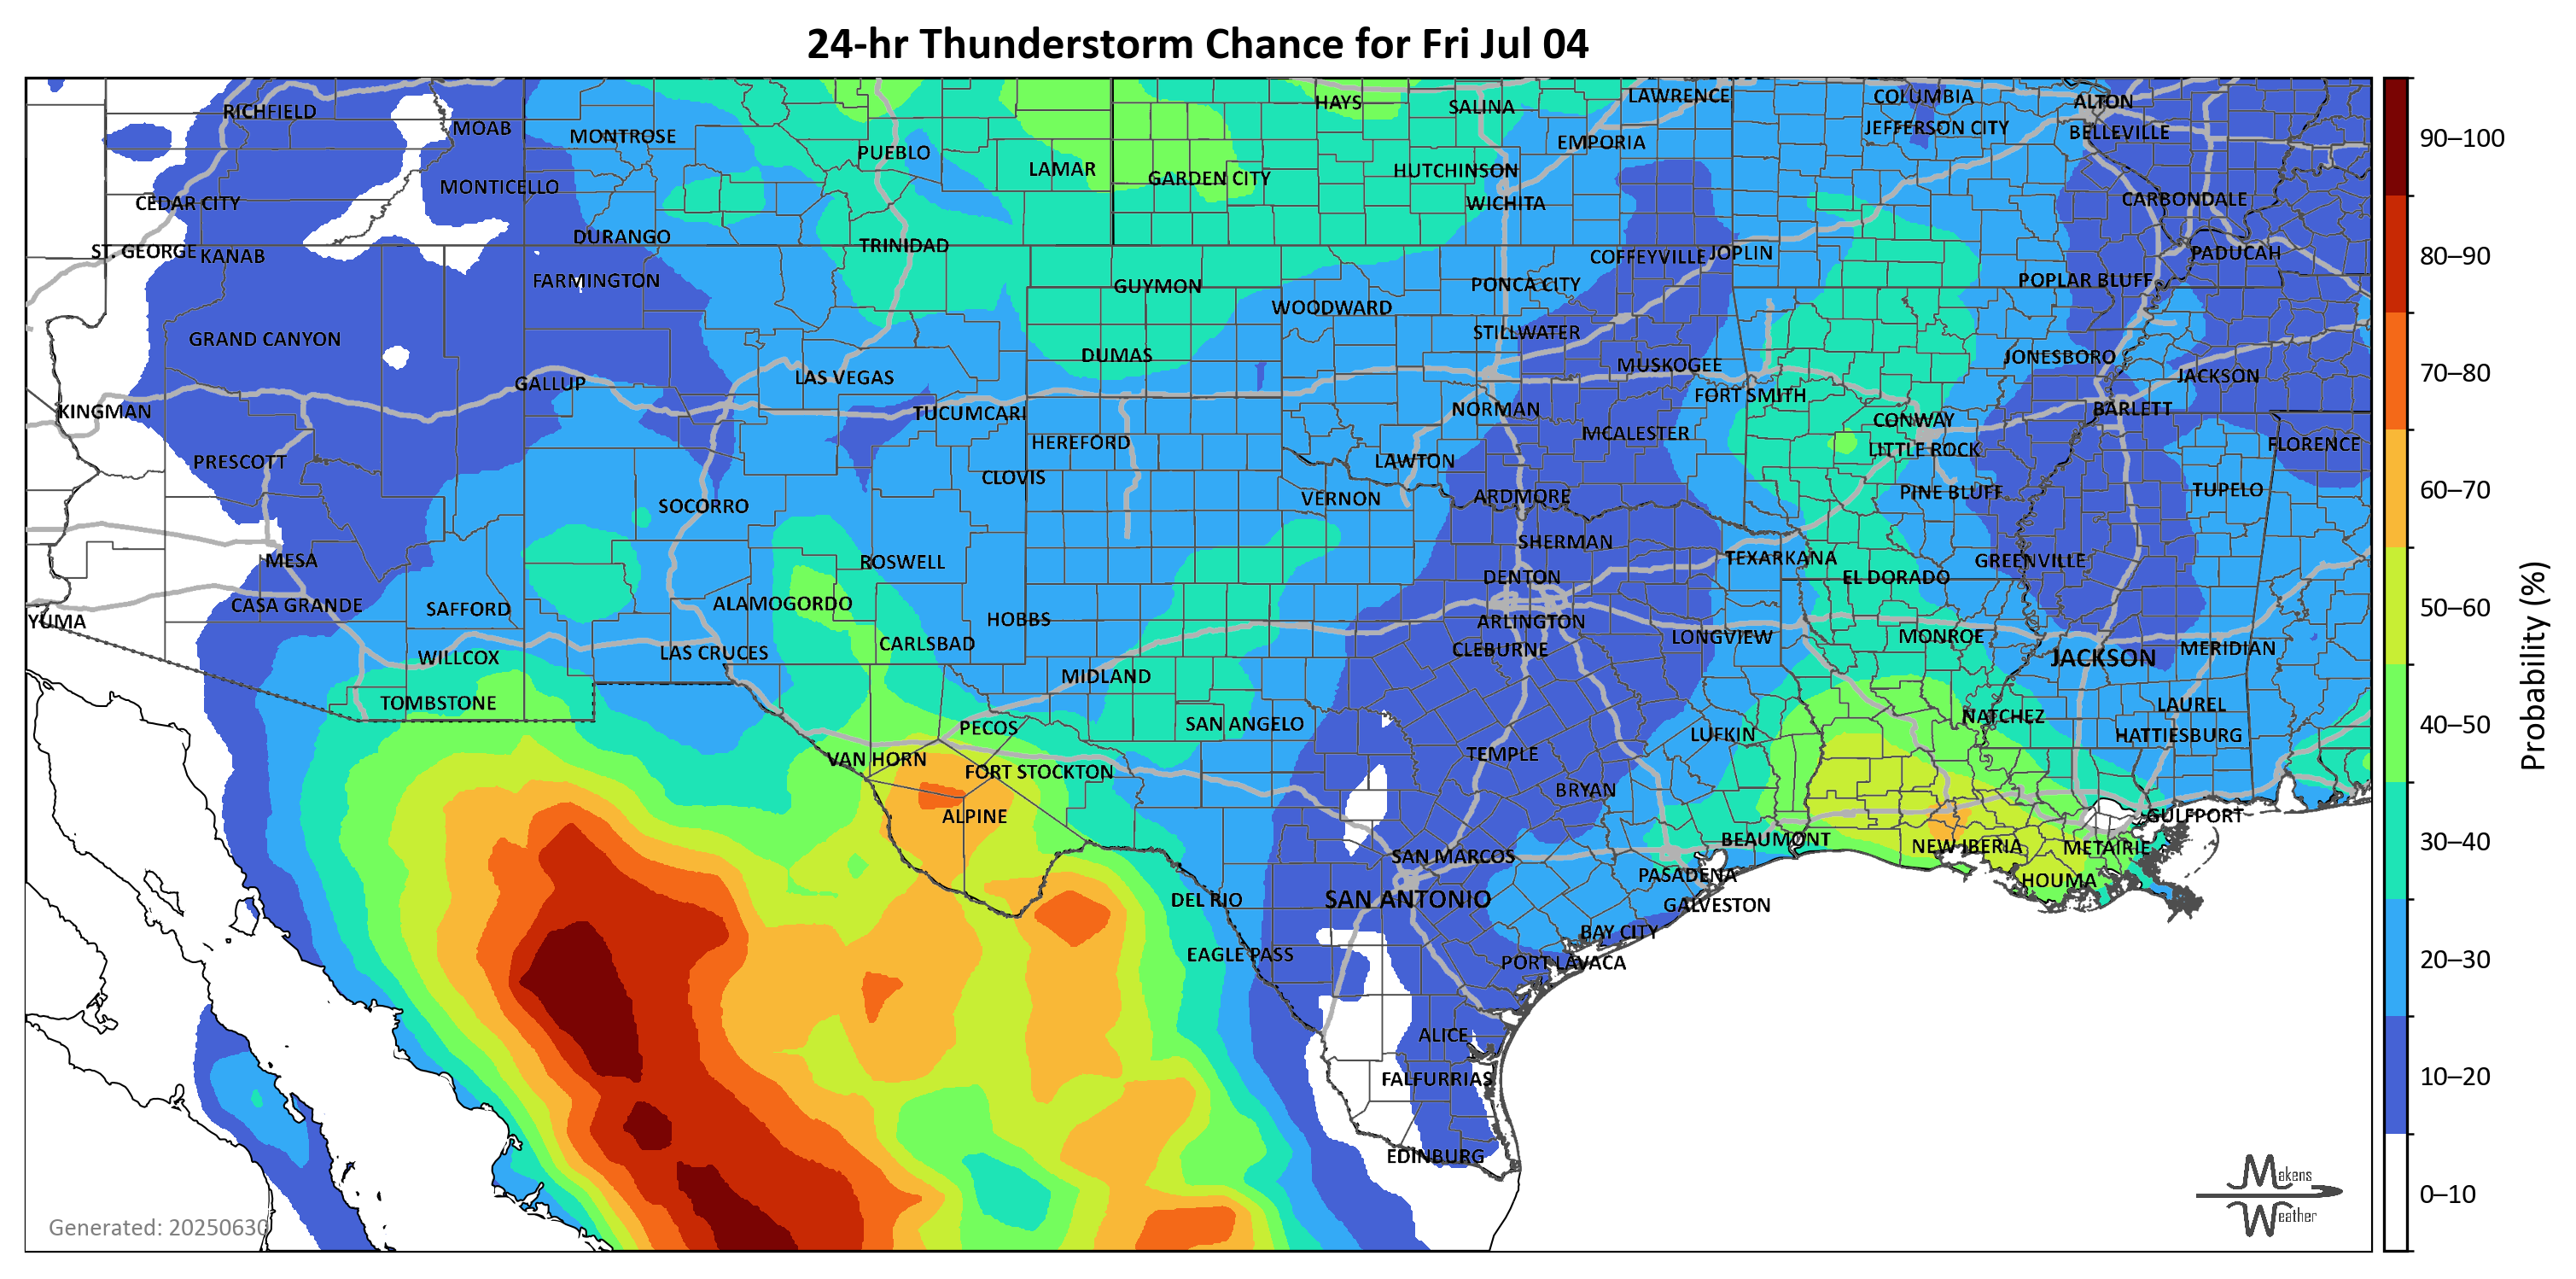 24-hr Thunderstorm Chance for Fri Jul 04
RICHFIELD
MOAB
MONTROSE
PUEBLO
LAMAR
HAYS
SALINA
LAWRENCE
COLUMBIA
ALTON
EMPORIA
JEFFERSON CITY
BELLEVILLE
MONTICELLO
GARDEN CITY
HUTCHINSON
CEDAR CITY
WICHITA
CARBONDALE
ST. GEORGE
KANAB
DURANGO
TRINIDAD
COFFEYVILLE
JOPLIN
PADUCAH
FARMINGTON
GUYMON
PONCA CITY
POPLAR BLUFF
WOODWARD
GRAND CANYON
STILLWATER
DUMAS
MUSKOGEE
JONESBORO
GALLUP
LAS VEGAS
JACKSON
KINGMAN
TUCUMCARI
NORMAN
FORT SMITH
CONWAY
BARLETT
PRESCOTT
HEREFORD
MCALESTER
LITTLE ROCK
FLORENCE
CLOVIS
LAWTON
SOCORRO
VERNON
ARDMORE
PINE BLUFF
TUPELO
MESA
ROSWELL
SHERMAN
TEXARKANA
GREENVILLE
CASA GRANDE
SAFFORD
ALAMOGORDO
DENTON
EL DORADO
YUMA
HOBBS
ARLINGTON
WILLCOX
LAS CRUCES
CARLSBAD
CLEBURNE
LONGVIEW
MONROE
JACKSON
MERIDIAN
TOMBSTONE
MIDLAND
PECOS
SAN ANGELO
LUFKIN
NATCHEZ
LAUREL
HATTIESBURG
VAN HORN
FORT STOCKTON
TEMPLE
ALPINE
BRYAN
GULFPORT
SAN MARCOS
BEAUMONT
NEW IBERIA
METAIRIE
DEL RIO
SAN ANTONIO
PASADENA
HOUMA
GALVESTON
EAGLE PASS
BAY CITY
PORT LAVACA
ALICE
FALFURRIAS
EDINBURG
Generated: 20250630
Makens
Weather
90–100
80–90
70–80
60–70
50–60
40–50
30–40
20–30
10–20
0–10
Probability (%)